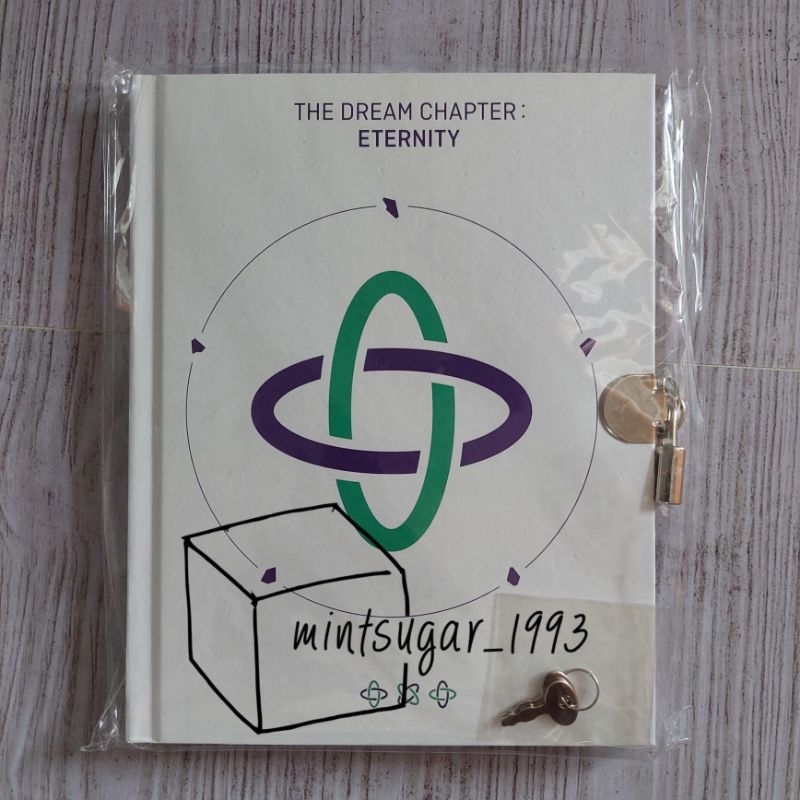 THE DREAM CHAPTER:
ETERNITY
mintsugar_1993